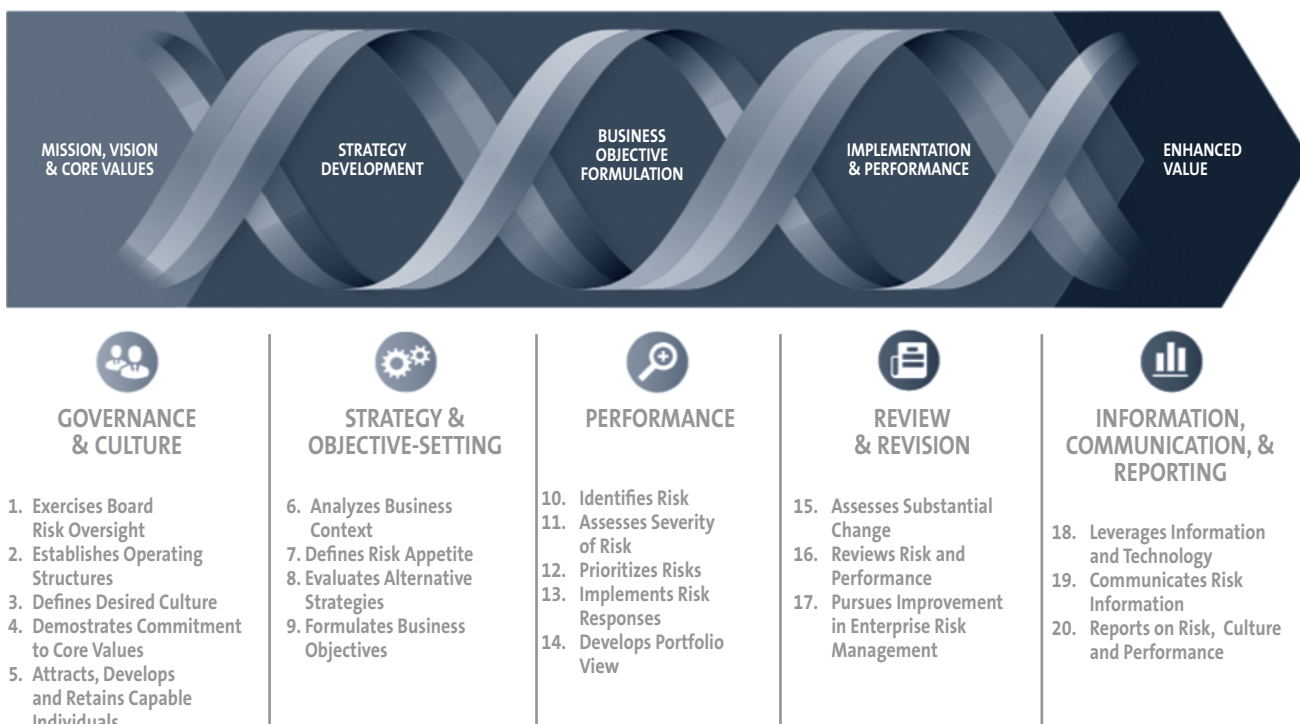 MISSION, VISION
& CORE VALUES
STRATEGY
DEVELOPMENT
BUSINESS
OBJECTIVE
FORMULATION
IMPLEMENTATION
& PERFORMANCE
ENHANCED
VALUE
GOVERNANCE
& CULTURE
1. Exercises Board
Risk Oversight
2. Establishes Operating
Structures
3. Defines Desired Culture
4. Demostrates Commitment
to Core Values
5. Attracts, Develops
and Retains Capable
Individuals
STRATEGY &
OBJECTIVE-SETTING
6. Analyzes Business
Context
7. Defines Risk Appetite
8. Evaluates Alternative
Strategies
9. Formulates Business
Objectives
PERFORMANCE
10. Identifies Risk
11. Assesses Severity
of Risk
12. Prioritizes Risks
13. Implements Risk
Responses
14. Develops Portfolio
View
REVIEW
& REVISION
15. Assesses Substantial
Change
16. Reviews Risk and
Performance
17. Pursues Improvement
in Enterprise Risk
Management
INFORMATION,
COMMUNICATION, &
REPORTING
18. Leverages Information
and Technology
19. Communicates Risk
Information
20. Reports on Risk, Culture
and Performance